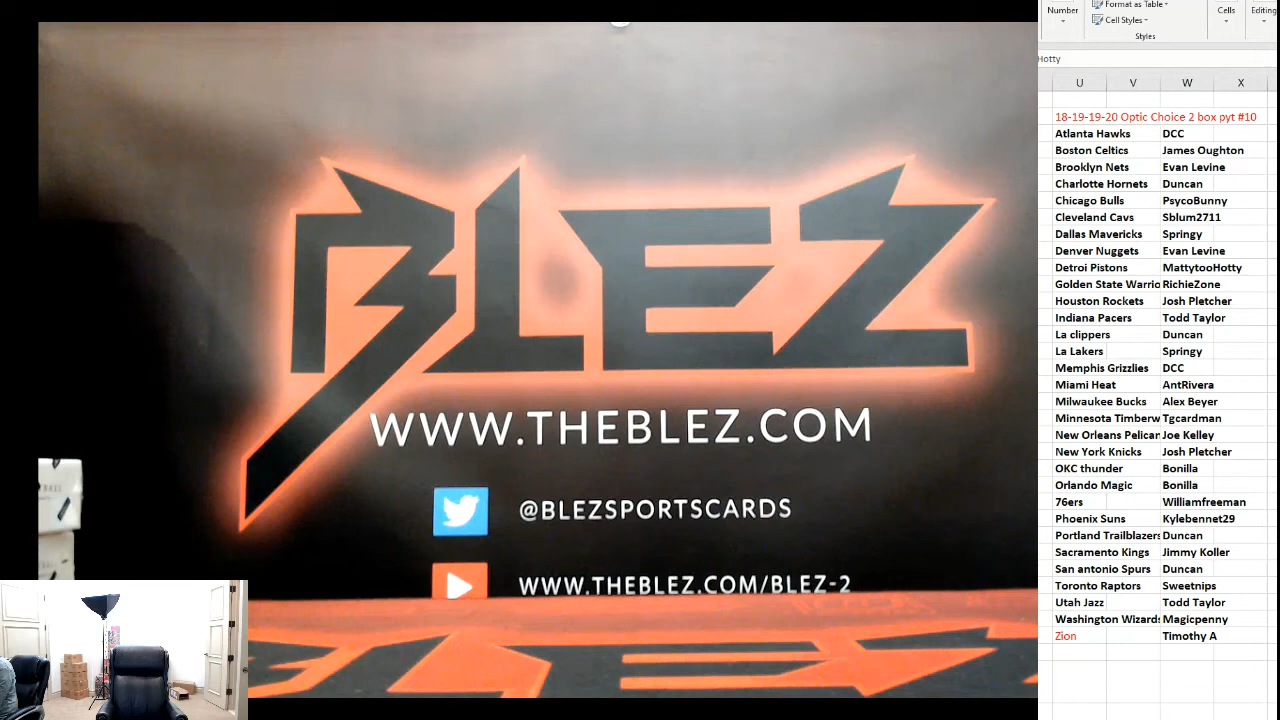 BLEZ
WWW.THEBLEZ.COM
@BLEZSPORTSCARDS
WWW.THEBLEZ.COM/BLEZ-2
Number
Format as Table
Cells
Editing
Cell Styles
Styles
Hotty
U V W X
18-19-19-20 Optic Choice 2 box pyt #10
Atlanta Hawks DCC
Boston Celtics James Oughton
Brooklyn Nets Evan Levine
Charlotte Hornets Duncan
Chicago Bulls PsycoBunny
Cleveland Cavs Sblum2711
Dallas Mavericks Springy
Denver Nuggets Evan Levine
Detroi Pistons MattytooHotty
Golden State Warrio RichieZone
Houston Rockets Josh Pletcher
Indiana Pacers Todd Taylor
La clippers Duncan
La Lakers Springy
Memphis Grizzlies DCC
Miami Heat AntRivera
Milwaukee Bucks Alex Beyer
Minnesota Timberw Tgcardman
New Orleans Pelican Joe Kelley
New York Knicks Josh Pletcher
OKC thunder Bonilla
Orlando Magic Bonilla
76ers Williamfreeman
Phoenix Suns Kylebennet29
Portland Trailblazers Duncan
Sacramento Kings Jimmy Koller
San antonio Spurs Duncan
Toronto Raptors Sweetnips
Utah Jazz Todd Taylor
Washington Wizards Magicpenny
Zion Timothy A